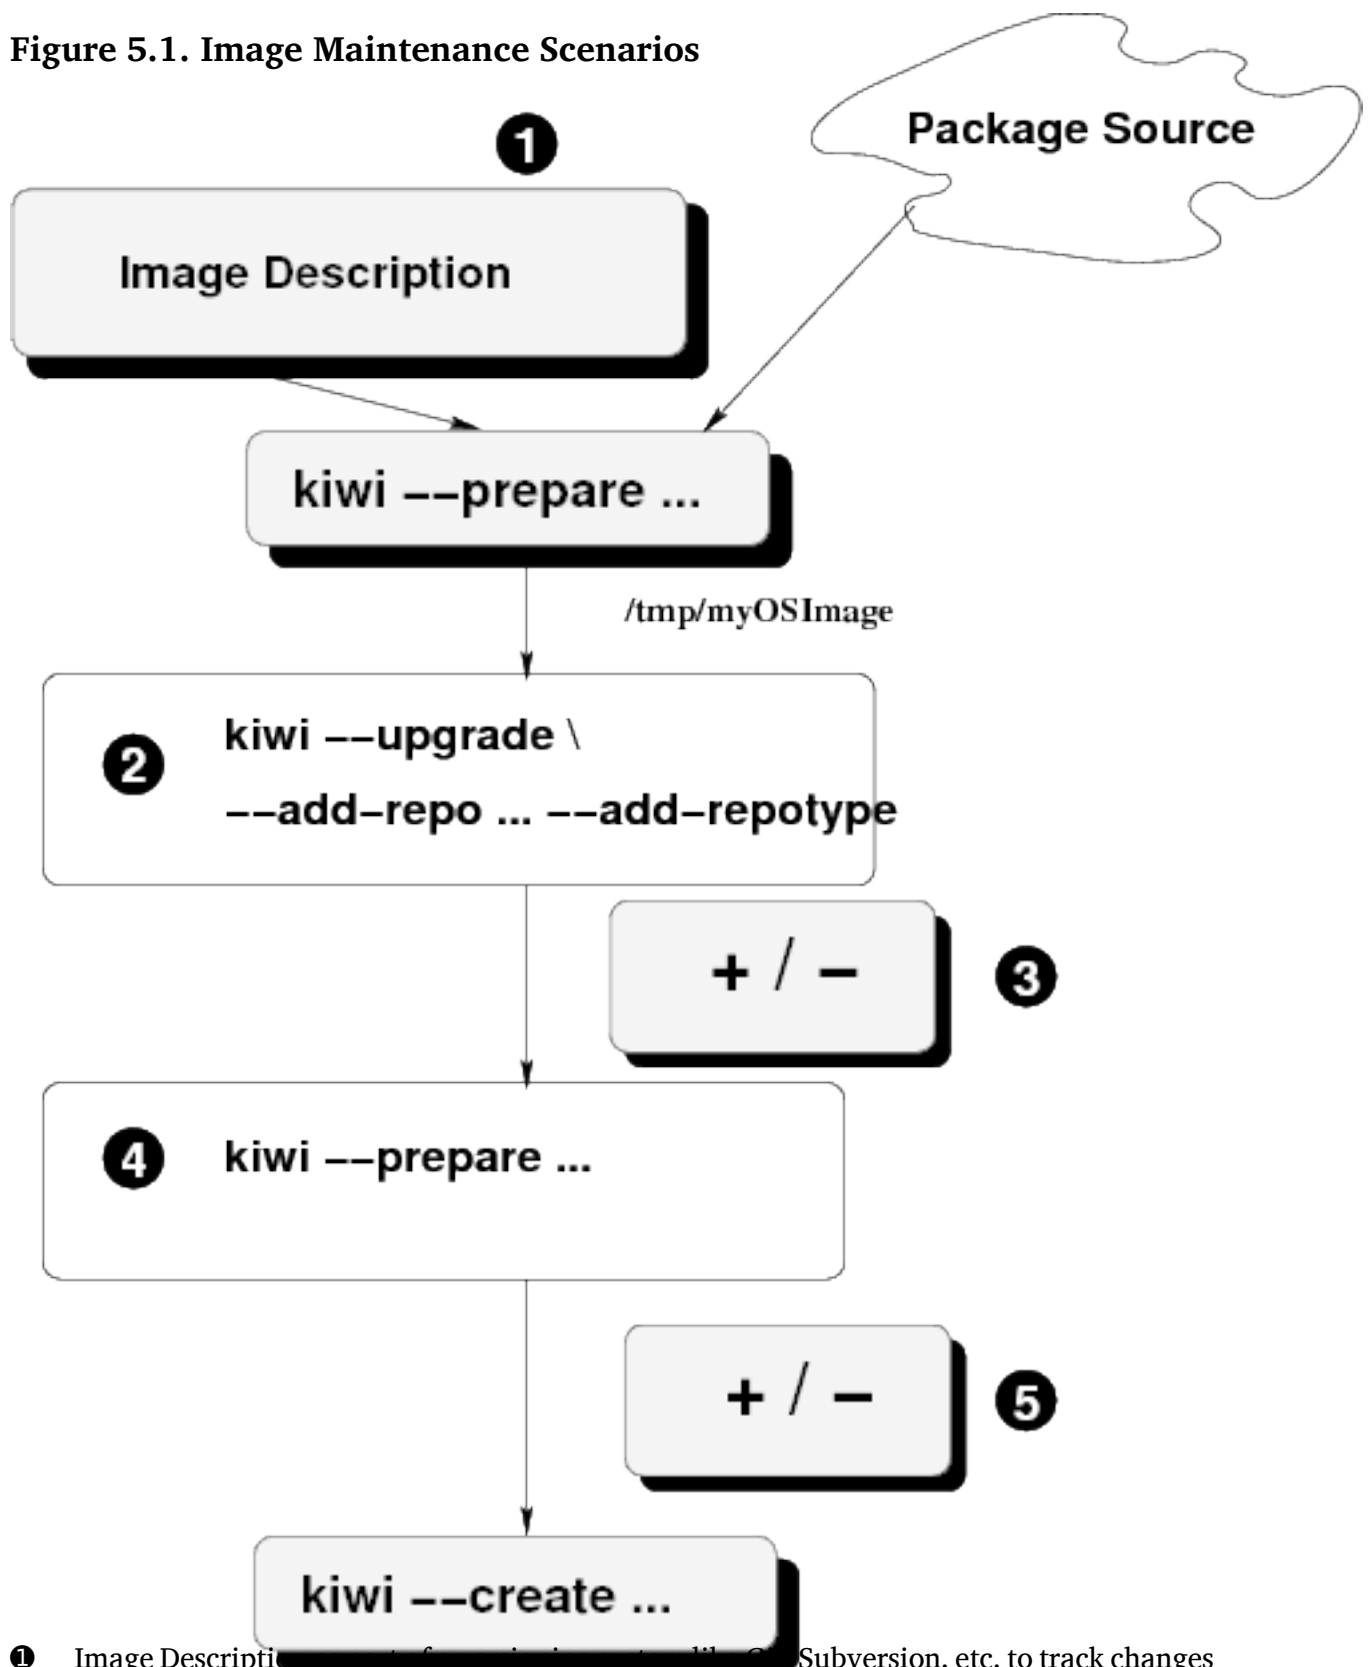 Figure 5.1. Image Maintenance Scenarios
Package Source
❶
Image Description
kiwi −−prepare ...
/tmp/myOSImage
❷
kiwi −−upgrade \
−−add−repo ... −−add−repotype
+ / −
❸
❹ kiwi −−prepare ...
+ / −
❺
kiwi −−create ...
❶ Image Subversion, etc. to track changes